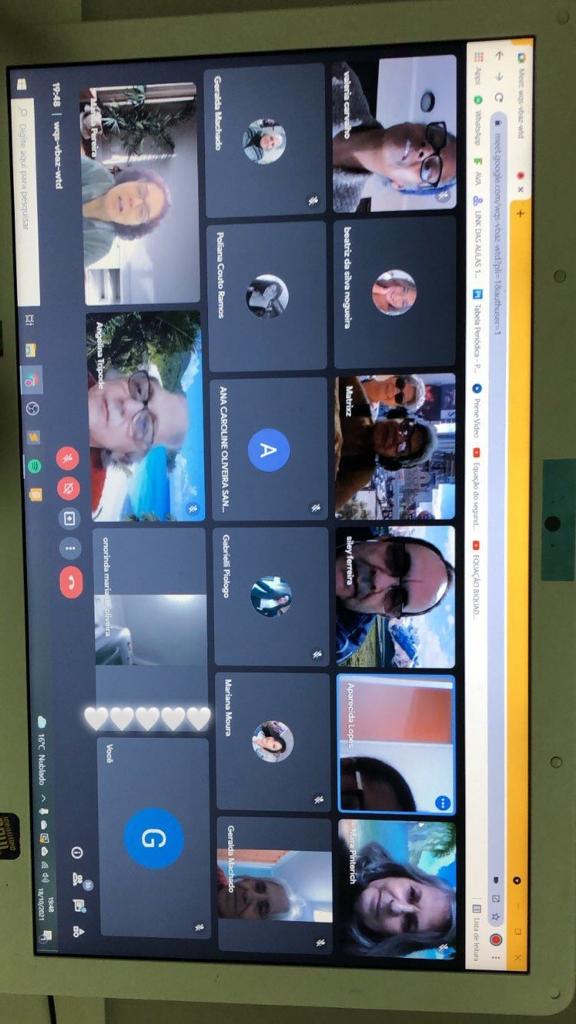 Meet: wqs-vbaz-wtd
meet.google.com/wqs-vbaz-wtd?pli=1&authuser=1
Apps WhatsApp AVA LINK DAS AULAS 1... Tabela Periódica - P... Prime Video Equação do segun... EQUAÇÃO BIQUAD... Lista de leitura
valeria carvalho
beatriz da silva nogueira
Matrixz
siley ferreira
Aparecida Lopes
Mara Pinterich
Geralda Machado
Poliana Couto Ramos
A
ANA CAROLINE OLIVEIRA SAN...
Gabrielli Piologo
Mariana Moura
Geralda Machado
Pereira
Angelina Tripode
onorinda maria de oliveira
G
Você
19:48 | wqs-vbaz-wtd
16
Digite aqui para pesquisar
16°C Nublado
19:48
18/10/2021